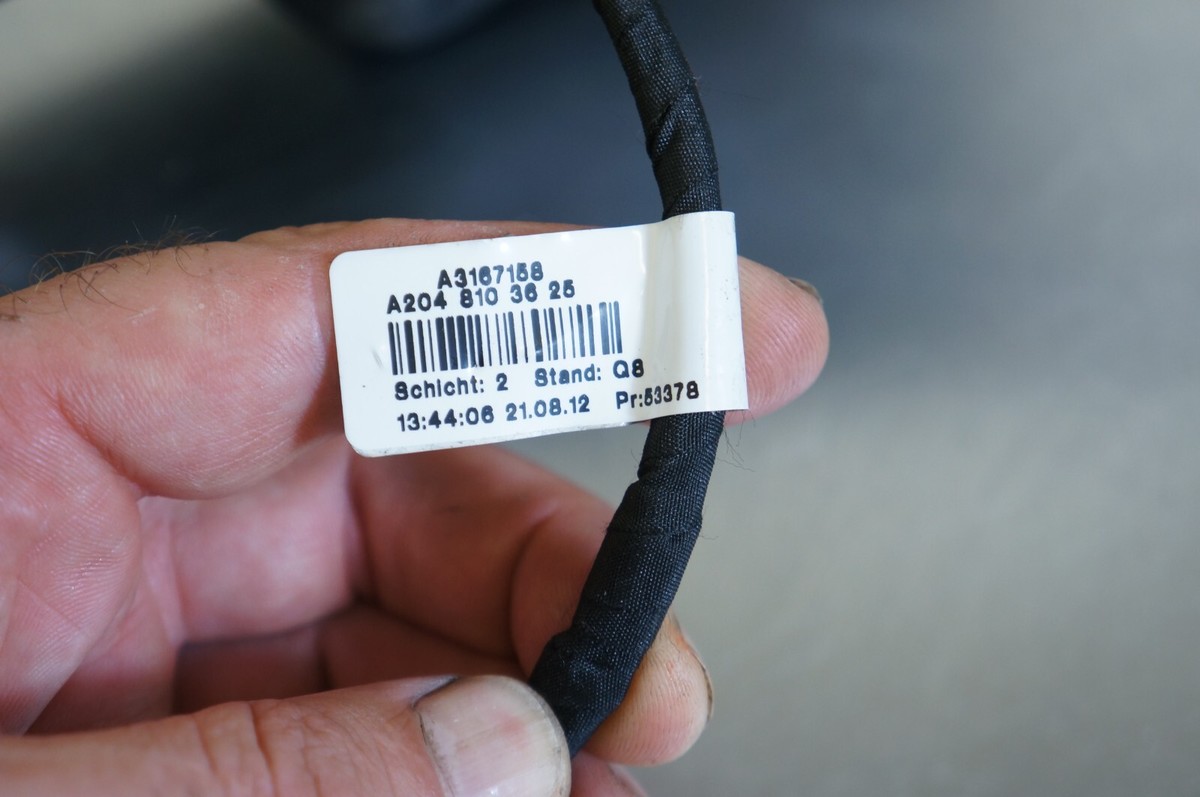 A3167158
A204 810 36 25
Schicht: 2 Stand: Q8
13:44:06 21.08.12 Pr:53378